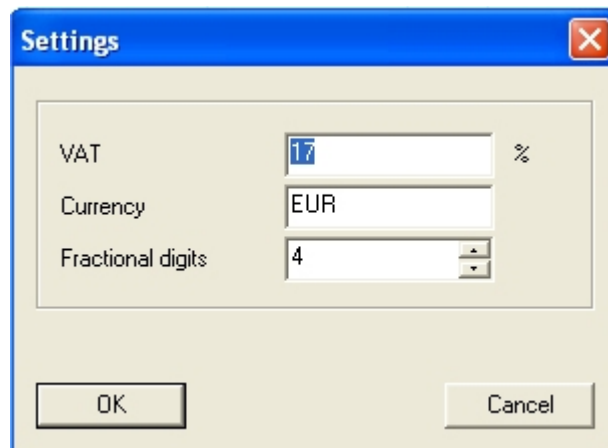 Settings
VAT 17 %
Currency EUR
Fractional digits 4
OK Cancel